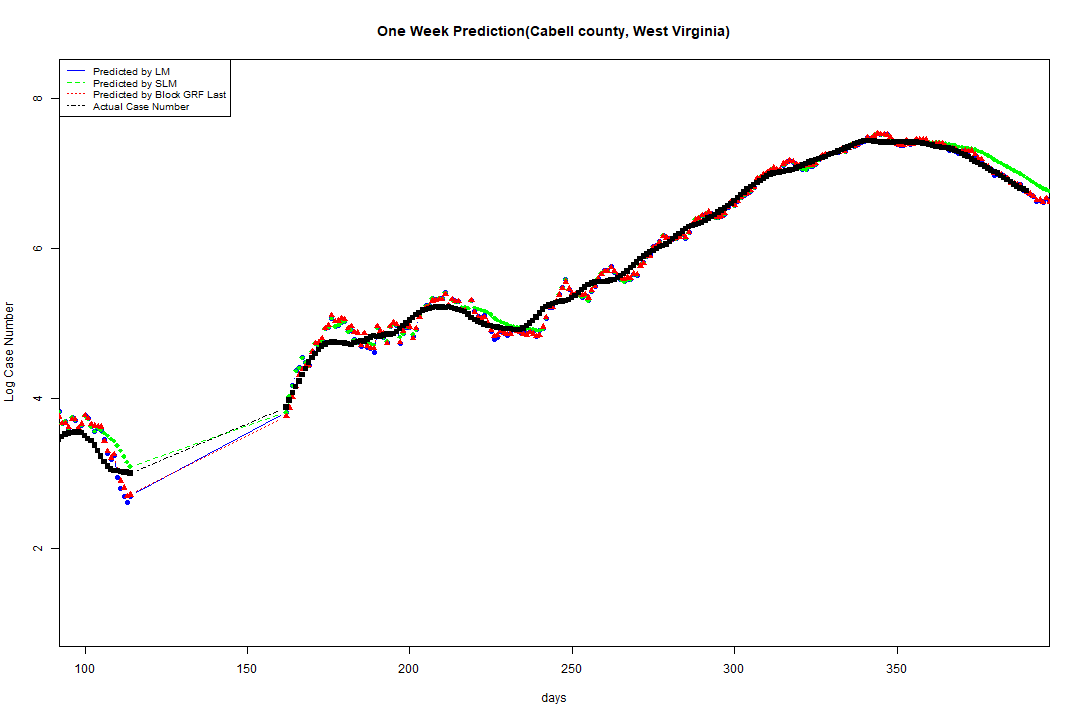 One Week Prediction(Cabell county, West Virginia)
Predicted by LM
Predicted by SLM
Predicted by Block GRF Last
Actual Case Number
8
6
4
2
Log Case Number
100 150 200 250 300 350
days